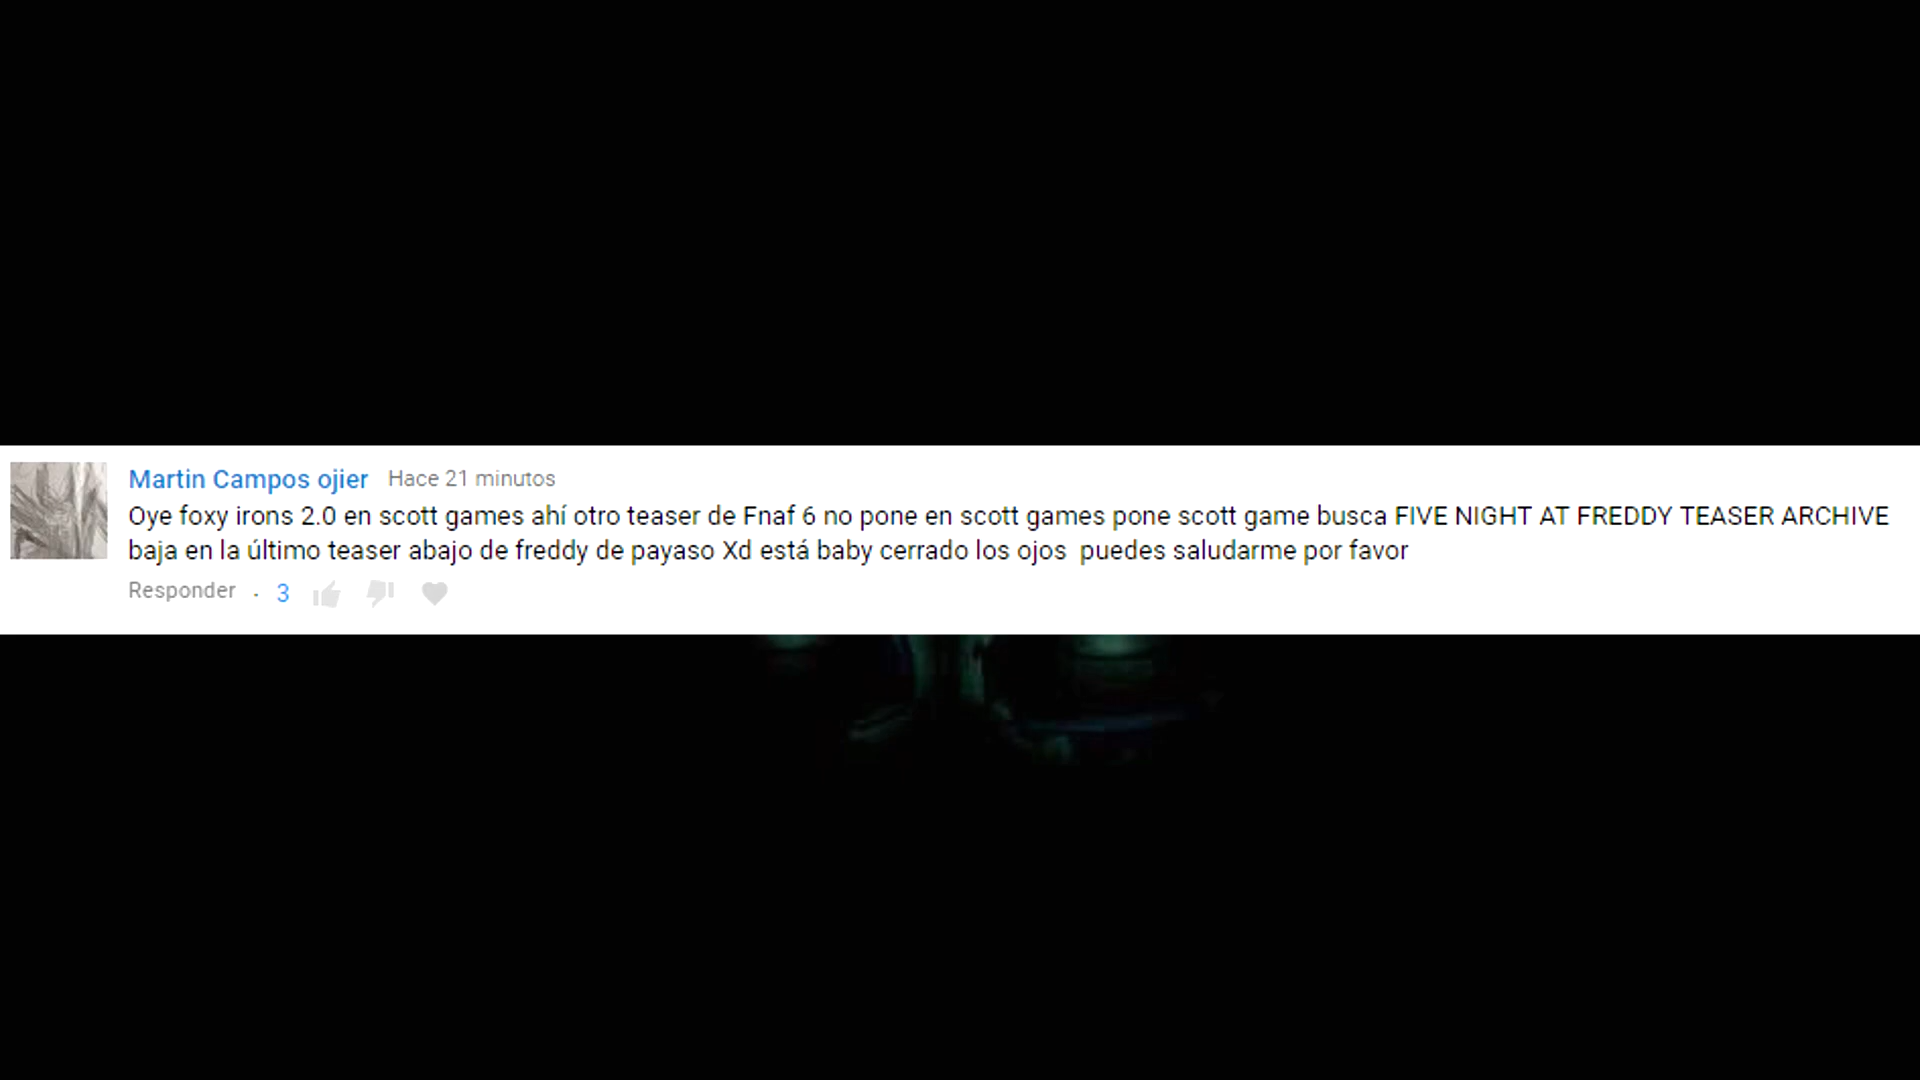 Martin Campos ojier Hace 21 minutos
Oye foxy irons 2.0 en scott games ahí otro teaser de Fnaf 6 no pone en scott games pone scott game busca FIVE NIGHT AT FREDDY TEASER ARCHIVE
baja en la último teaser abajo de freddy de payaso Xd está baby cerrado los ojos  puedes saludarme por favor
Responder · 3